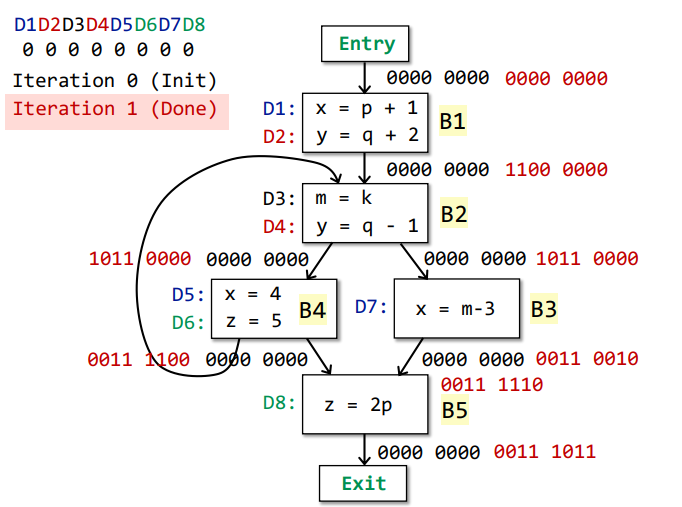 D1D2D3D4D5D6D7D8
0 0 0 0 0 0 0 0
Iteration 0 (Init)
Iteration 1 (Done)
Entry
0000 0000 0000 0000
D1: x = p + 1
D2: y = q + 2
B1
0000 0000 1100 0000
D3: m = k
D4: y = q - 1
B2
1011 0000 0000 0000
0000 0000 1011 0000
D5: x = 4
D6: z = 5
B4
D7: x = m-3
B3
0011 1100 0000 0000
0000 0000 0011 0010
0011 1110
D8: z = 2p
B5
0000 0000 0011 1011
Exit